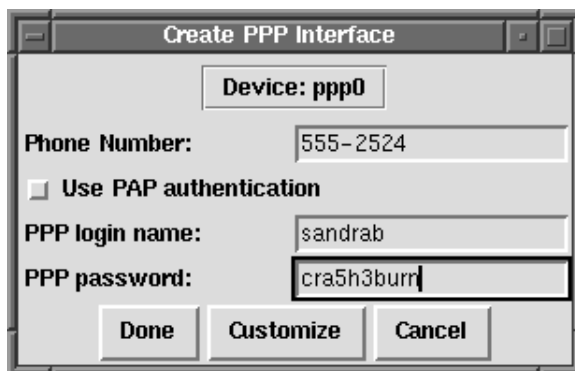 Create PPP Interface
Device: ppp0
Phone Number: 555-2524
Use PAP authentication
PPP login name: sandrab
PPP password: cra5h3burn
Done Customize Cancel